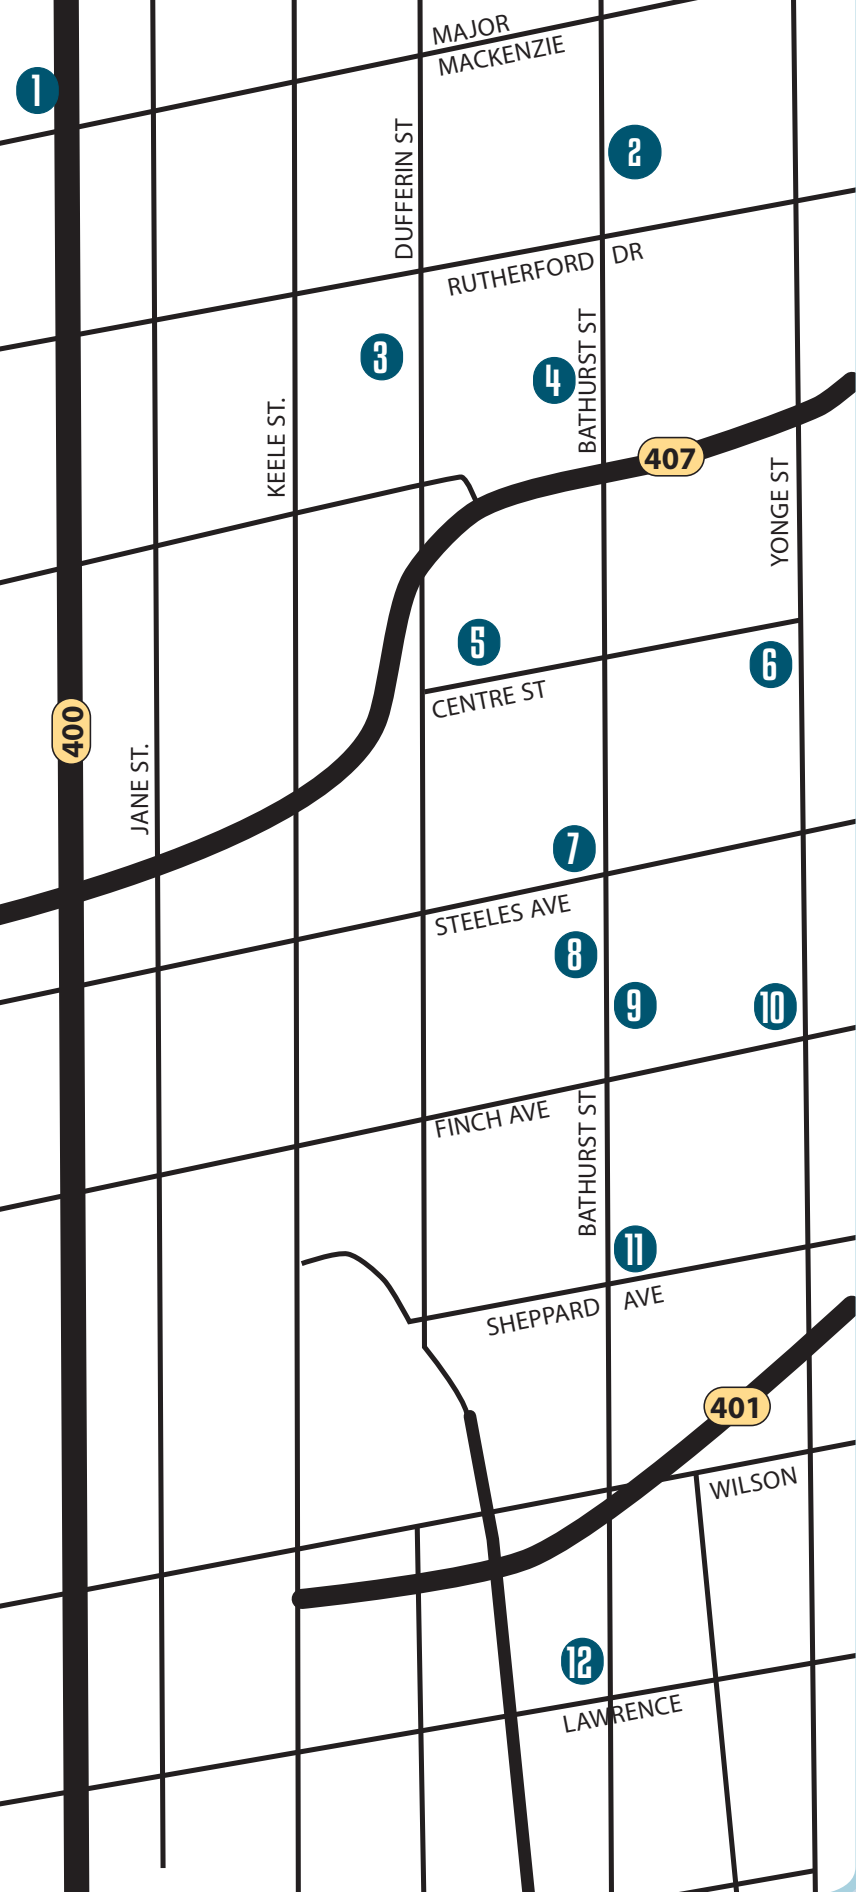 MAJOR
MACKENZIE
1
DUFFERIN ST
2
RUTHERFORD DR
BATHURST ST
3
4
KEELE ST.
407
YONGE ST
5
6
CENTRE ST
400
JANE ST.
7
STEELES AVE
8
9
10
FINCH AVE
BATHURST ST
11
SHEPPARD AVE
401
WILSON
12
LAWRENCE